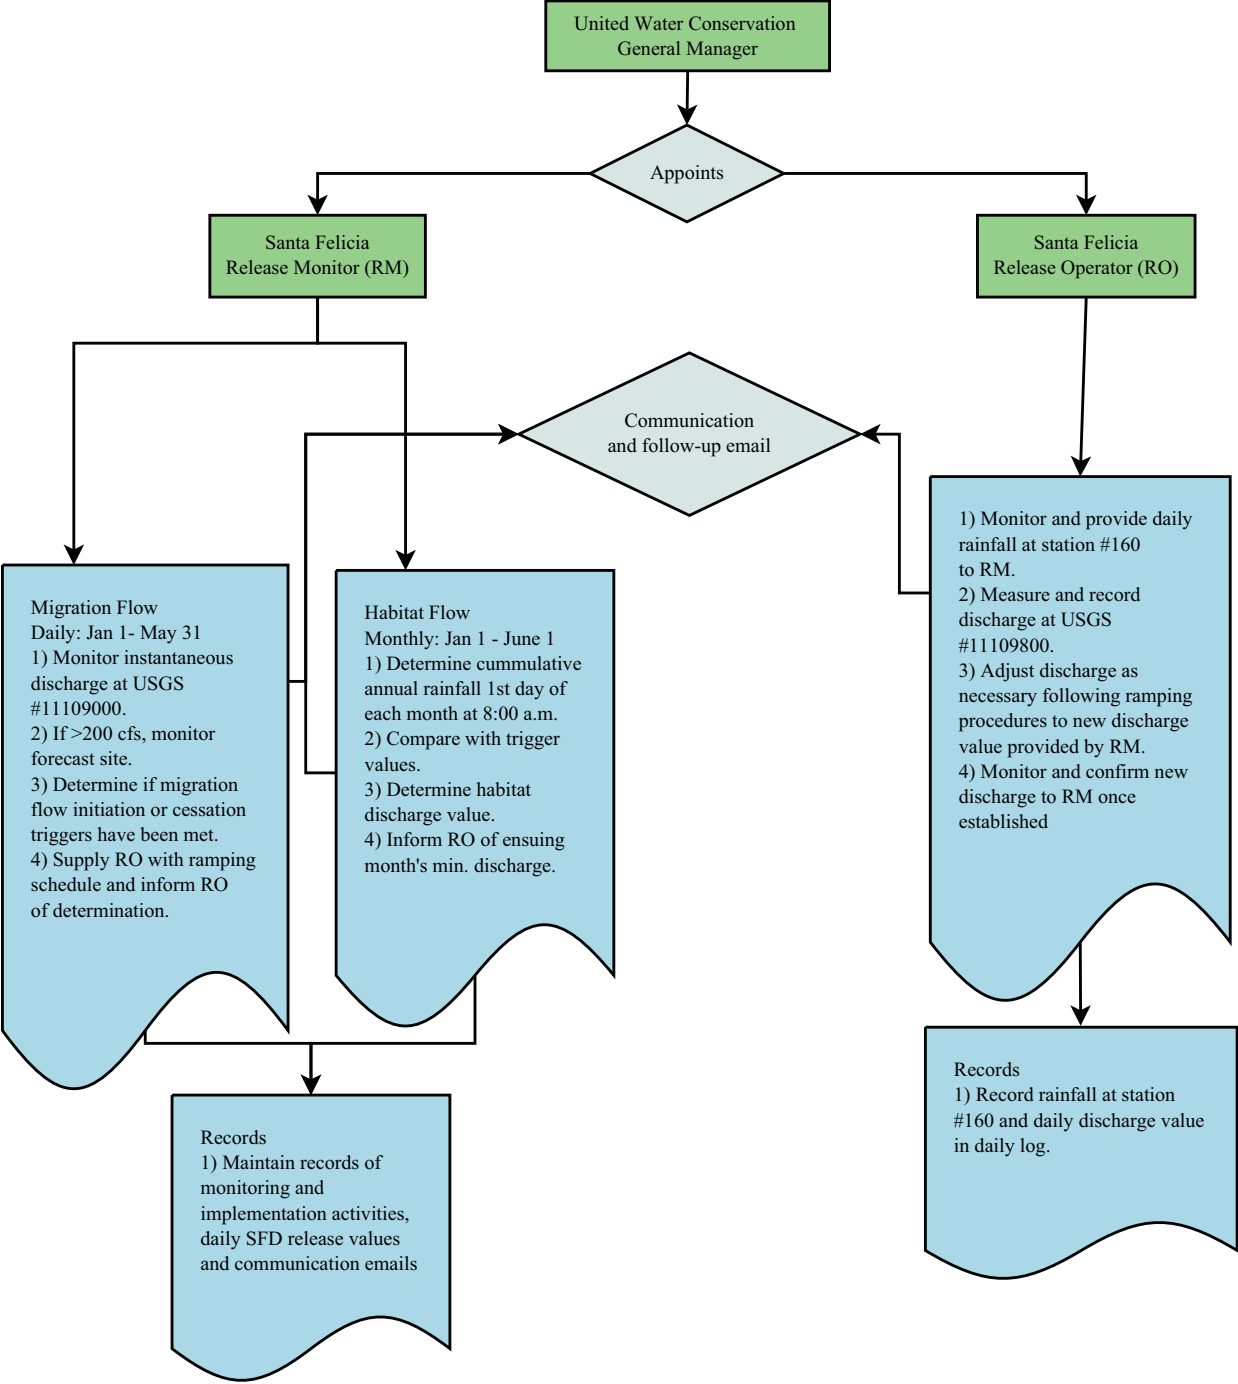 United Water Conservation
General Manager
Appoints
Santa Felicia
Release Monitor (RM)
Santa Felicia
Release Operator (RO)
Communication
and follow-up email
Migration Flow
Daily: Jan 1- May 31
1) Monitor instantaneous
discharge at USGS
#11109000.
2) If >200 cfs, monitor
forecast site.
3) Determine if migration
flow initiation or cessation
triggers have been met.
4) Supply RO with ramping
schedule and inform RO
of determination.
Habitat Flow
Monthly: Jan 1 - June 1
1) Determine cummulative
annual rainfall 1st day of
each month at 8:00 a.m.
2) Compare with trigger
values.
3) Determine habitat
discharge value.
4) Inform RO of ensuing
month's min. discharge.
1) Monitor and provide daily
rainfall at station #160
to RM.
2) Measure and record
discharge at USGS
#11109800.
3) Adjust discharge as
necessary following ramping
procedures to new discharge
value provided by RM.
4) Monitor and confirm new
discharge to RM once
established
Records
1) Maintain records of
monitoring and
implementation activities,
daily SFD release values
and communication emails
Records
1) Record rainfall at station
#160 and daily discharge value
in daily log.